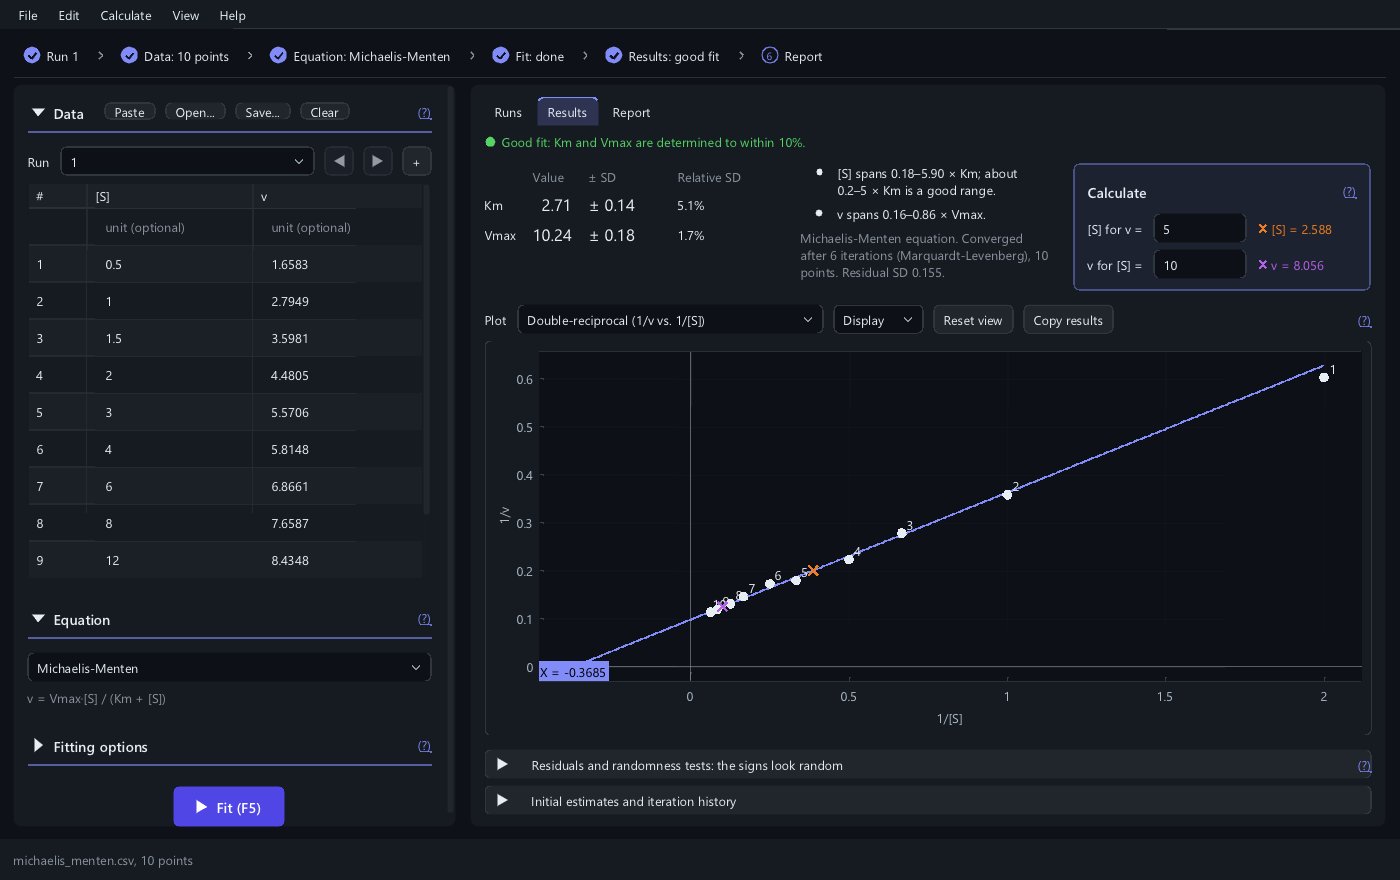 File Edit Calculate View Help
Run 1 > Data: 10 points > Equation: Michaelis-Menten > Fit: done > Results: good fit > 6 Report
Data Paste Open... Save... Clear (?)
Run 1 +
# [S] v
unit (optional) unit (optional)
1 0.5 1.6583
2 1 2.7949
3 1.5 3.5981
4 2 4.4805
5 3 5.5706
6 4 5.8148
7 6 6.8661
8 8 7.6587
9 12 8.4348
Equation (?)
Michaelis-Menten
v = Vmax·[S] / (Km + [S])
Fitting options (?)
Fit (F5)
Runs Results Report
Good fit: Km and Vmax are determined to within 10%.
Value ± SD Relative SD
Km 2.71 ± 0.14 5.1%
Vmax 10.24 ± 0.18 1.7%
[S] spans 0.18–5.90 × Km; about
0.2–5 × Km is a good range.
v spans 0.16–0.86 × Vmax.
Michaelis-Menten equation. Converged
after 6 iterations (Marquardt-Levenberg), 10
points. Residual SD 0.155.
Calculate (?)
[S] for v = 5 × [S] = 2.588
v for [S] = 10 × v = 8.056
Plot Double-reciprocal (1/v vs. 1/[S]) Display Reset view Copy results (?)
0.6
0.5
0.4
0.3
0.2
0.1
0
1/v
1
2
3
4
5
6
7
8
9
10
X = -0.3685
0 0.5 1 1.5 2
1/[S]
Residuals and randomness tests: the signs look random (?)
Initial estimates and iteration history
michaelis_menten.csv, 10 points